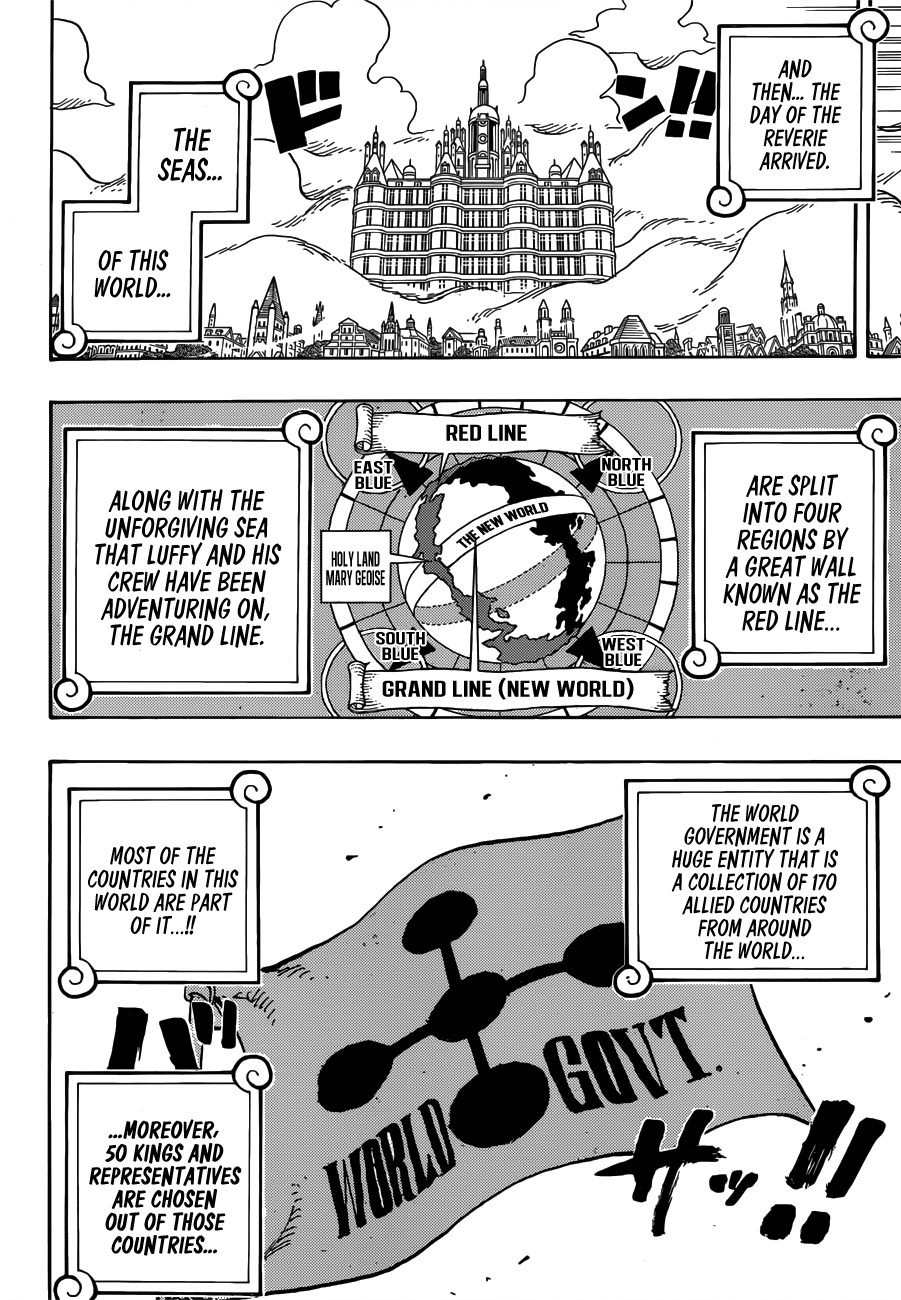 AND
THEN... THE
DAY OF THE
REVERIE
ARRIVED.
ドン!!
THE
SEAS...
OF THIS
WORLD...
ARE SPLIT
INTO FOUR
REGIONS BY
A GREAT WALL
KNOWN AS THE
RED LINE...
RED LINE
EAST
BLUE
NORTH
BLUE
THE NEW WORLD
HOLY LAND
MARY GEOISE
SOUTH
BLUE
WEST
BLUE
GRAND LINE (NEW WORLD)
ALONG WITH THE
UNFORGIVING SEA
THAT LUFFY AND HIS
CREW HAVE BEEN
ADVENTURING ON,
THE GRAND LINE.
THE WORLD
GOVERNMENT IS A
HUGE ENTITY THAT IS
A COLLECTION OF 170
ALLIED COUNTRIES
FROM AROUND
THE WORLD...
MOST OF THE
COUNTRIES IN THIS
WORLD ARE PART
OF IT...!!
WORLD GOVT.
バサッ!!
...MOREOVER,
50 KINGS AND
REPRESENTATIVES
ARE CHOSEN
OUT OF THOSE
COUNTRIES...